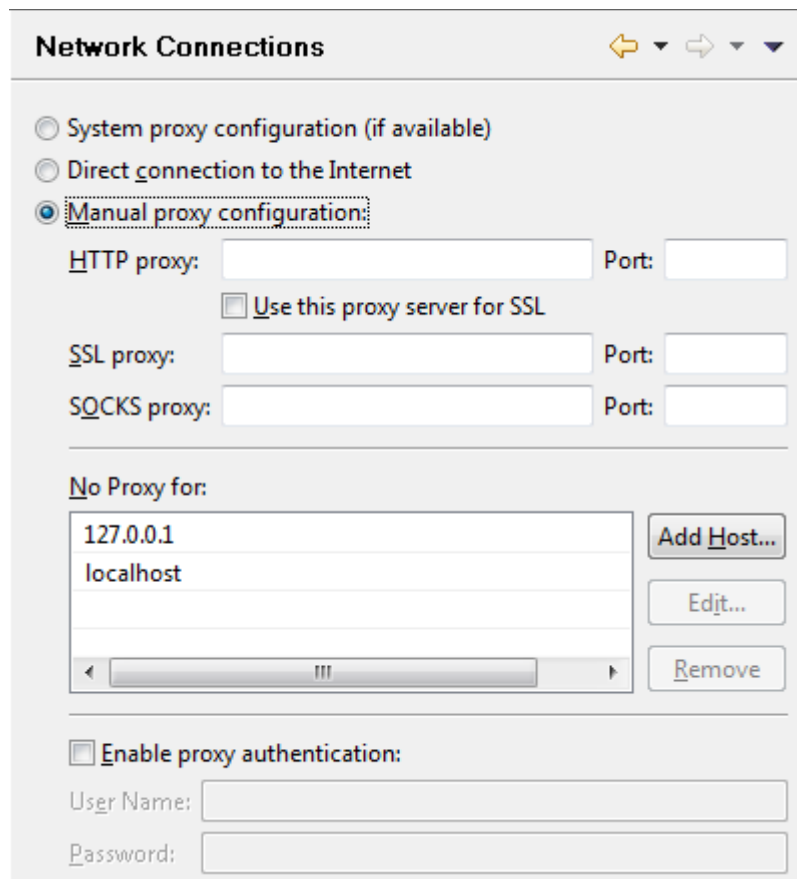 Network Connections
System proxy configuration (if available)
Direct connection to the Internet
Manual proxy configuration:
HTTP proxy: Port:
Use this proxy server for SSL
SSL proxy: Port:
SOCKS proxy: Port:
No Proxy for:
127.0.0.1 Add Host...
localhost
Edit...
Remove
Enable proxy authentication:
User Name:
Password: